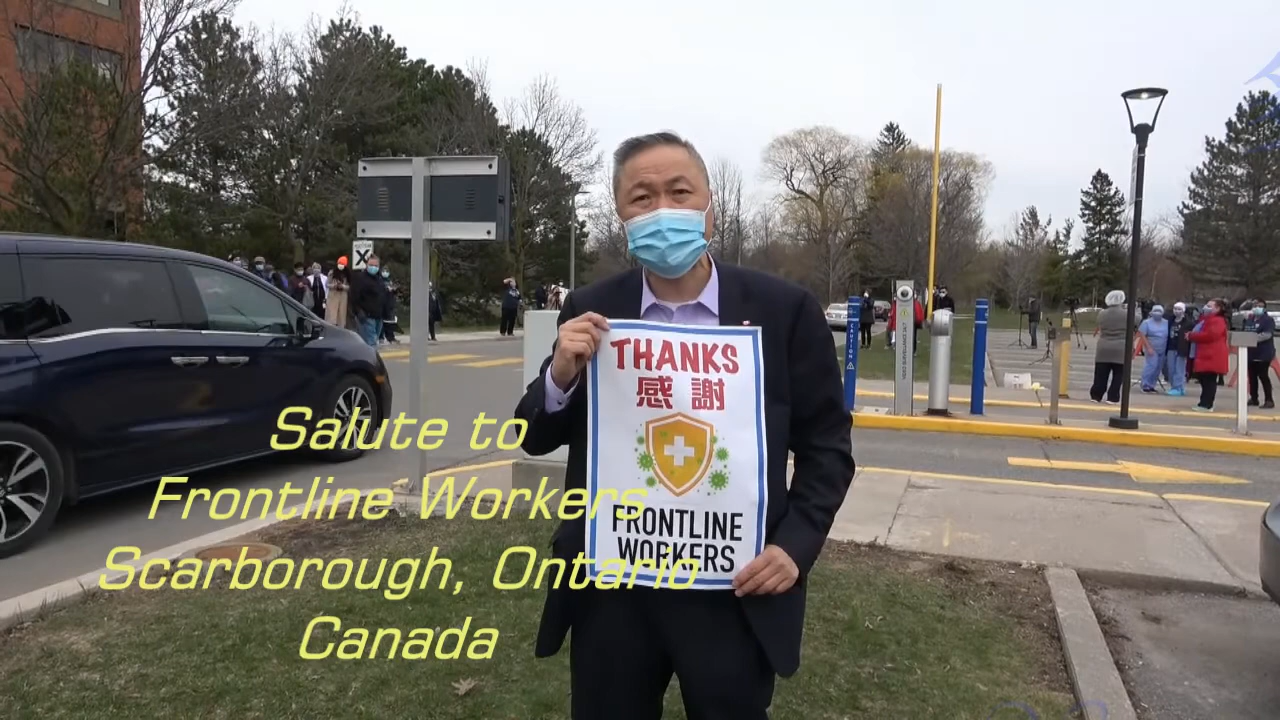 THANKS
感謝
FRONTLINE
WORKERS
Salute to
Frontline Workers
Scarborough, Ontario
Canada
X